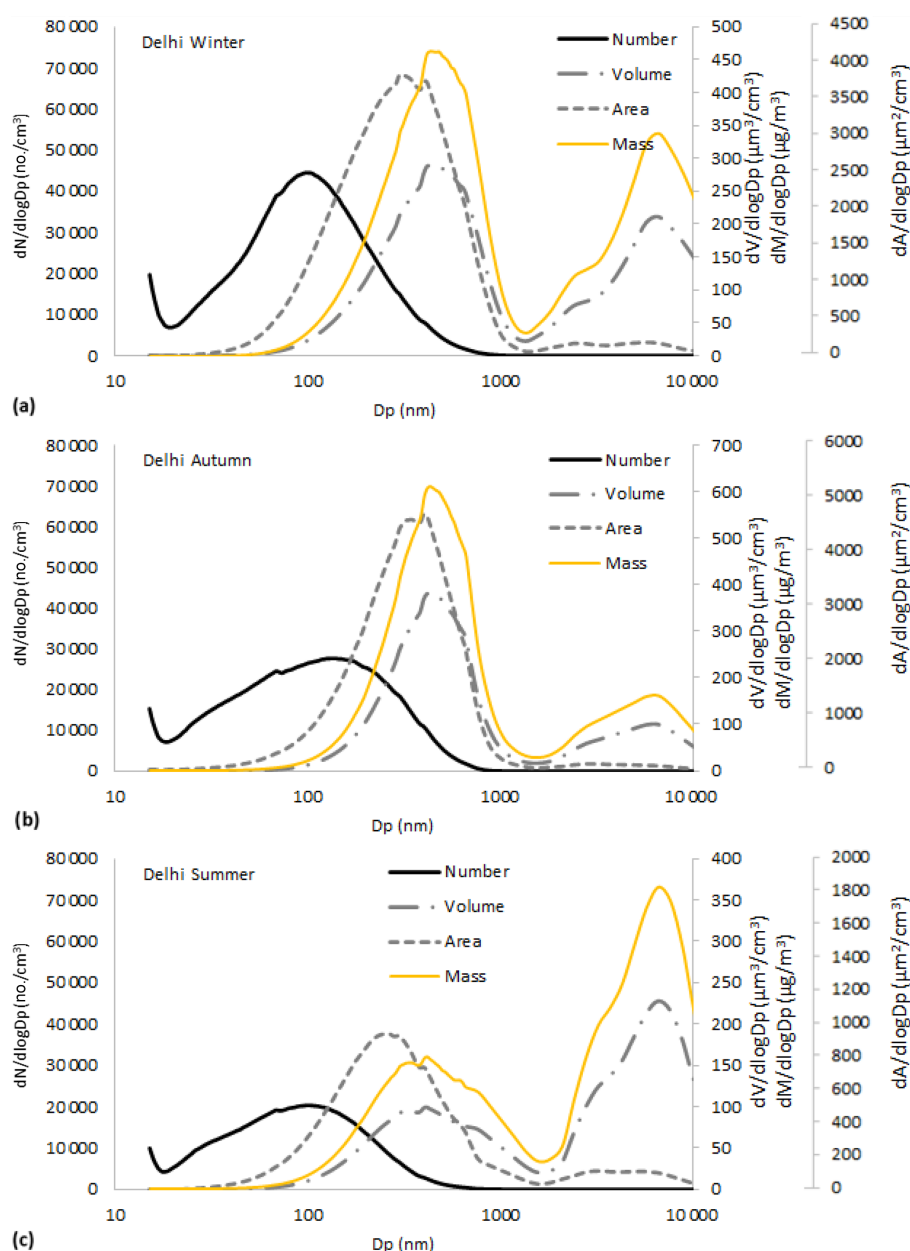 Delhi Winter
Number
Volume
Area
Mass
dN/dlogDp (no./cm³)
80 000
70 000
60 000
50 000
40 000
30 000
20 000
10 000
0
10
100
1000
10 000
Dp (nm)
500
450
400
350
300
250
200
150
100
50
0
dV/dlogDp (µm³/cm³)
dM/dlogDp (µg/m³)
4500
4000
3500
3000
2500
2000
1500
1000
500
0
dA/dlogDp (µm²/cm³)
(a)
Delhi Autumn
Number
Volume
Area
Mass
dN/dlogDp (no./cm³)
80 000
70 000
60 000
50 000
40 000
30 000
20 000
10 000
0
10
100
1000
10 000
Dp (nm)
700
600
500
400
300
200
100
0
dV/dlogDp (µm³/cm³)
dM/dlogDp (µg/m³)
6000
5000
4000
3000
2000
1000
0
dA/dlogDp (µm²/cm³)
(b)
Delhi Summer
Number
Volume
Area
Mass
dN/dlogDp (no./cm³)
80 000
70 000
60 000
50 000
40 000
30 000
20 000
10 000
0
10
100
1000
10 000
Dp (nm)
400
350
300
250
200
150
100
50
0
dV/dlogDp (µm³/cm³)
dM/dlogDp (µg/m³)
2000
1800
1600
1400
1200
1000
800
600
400
200
0
dA/dlogDp (µm²/cm³)
(c)